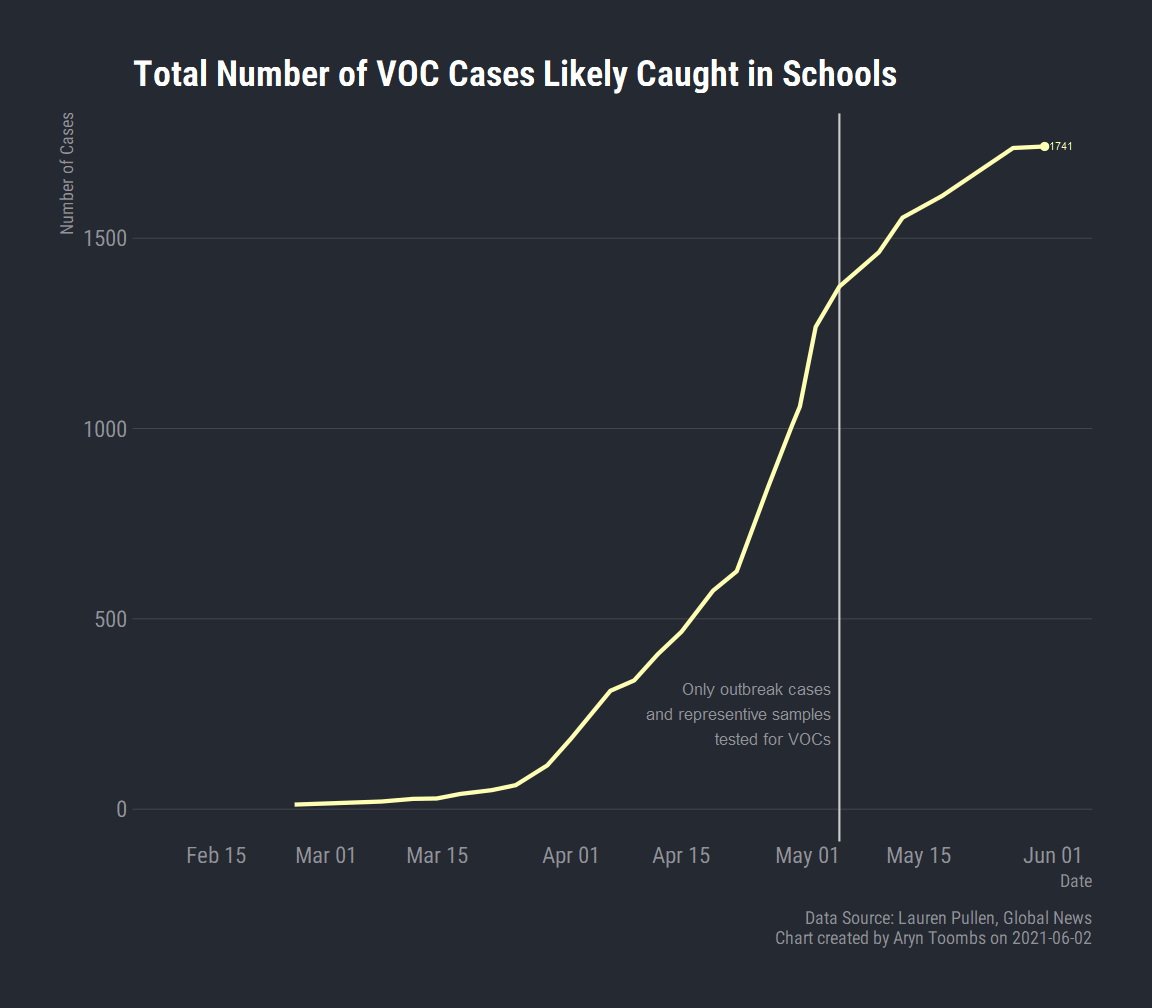 Total Number of VOC Cases Likely Caught in Schools
Number of Cases
1741
1500
1000
500
0
Only outbreak cases
and representive samples
tested for VOCs
Feb 15 Mar 01 Mar 15 Apr 01 Apr 15 May 01 May 15 Jun 01
Date
Data Source: Lauren Pullen, Global News
Chart created by Aryn Toombs on 2021-06-02